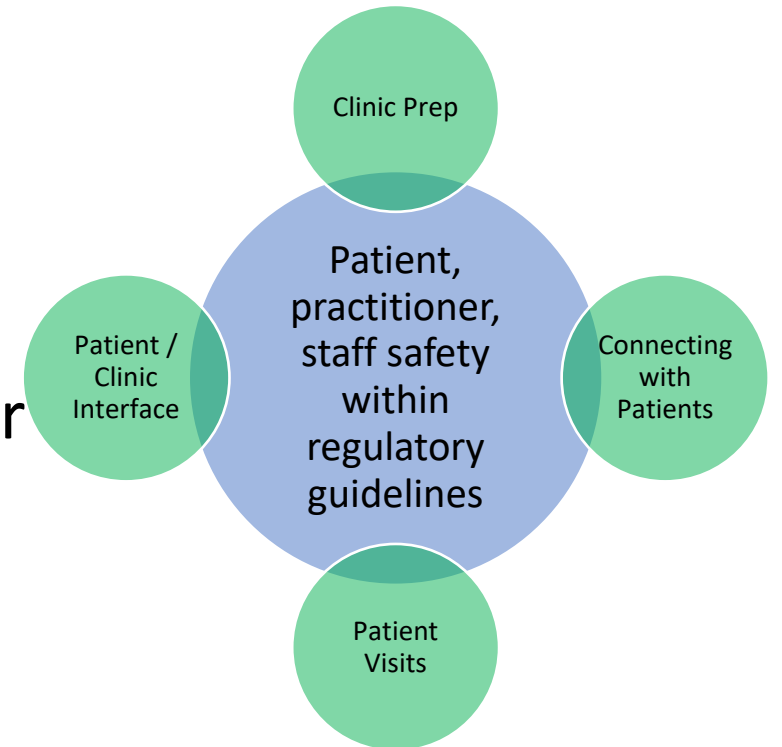 Clinic Prep
Patient,
practitioner,
staff safety
within
regulatory
guidelines
Patient /
Clinic
Interface
r
Connecting
with
Patients
Patient
Visits